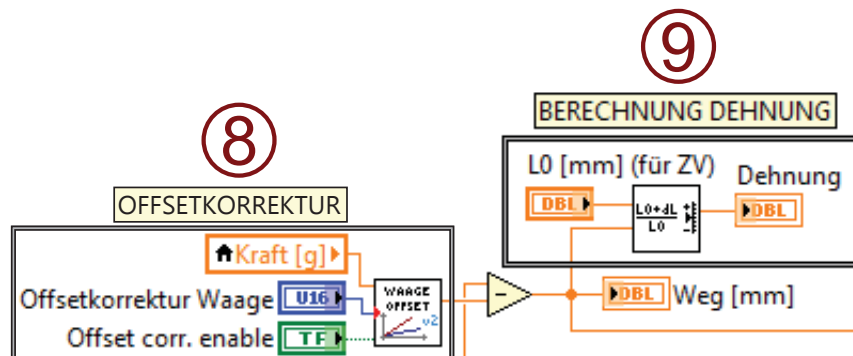 9
BERECHNUNG DEHNUNG
8
L0 [mm] (für ZV)
Dehnung
DBL
L0+dL
L0
DBL
OFFSETKORREKTUR
Kraft [g]
Offsetkorrektur Waage
U16
WAAGE
OFFSET
v2
DBL
Weg [mm]
Offset corr. enable
TF